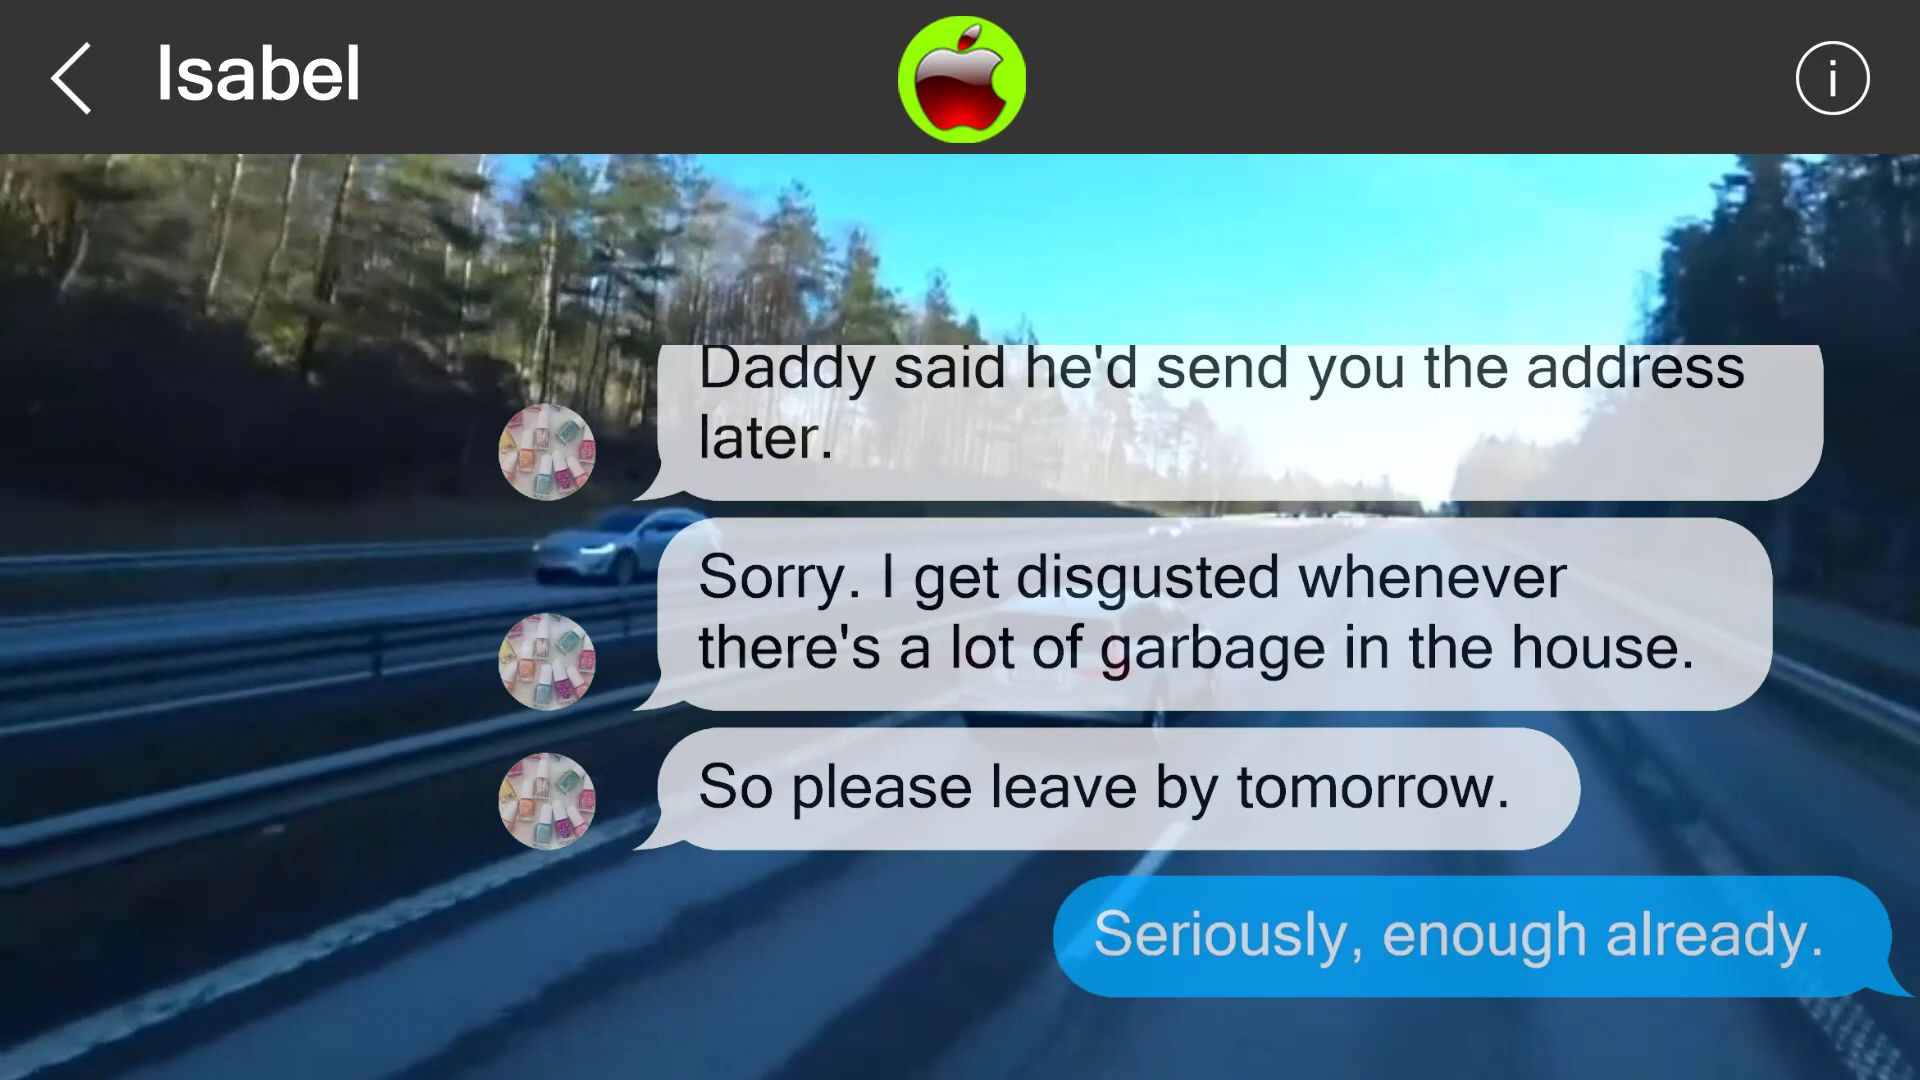 Isabel
i
Daddy said he'd send you the address
later.
Sorry. I get disgusted whenever
there's a lot of garbage in the house.
So please leave by tomorrow.
Seriously, enough already.